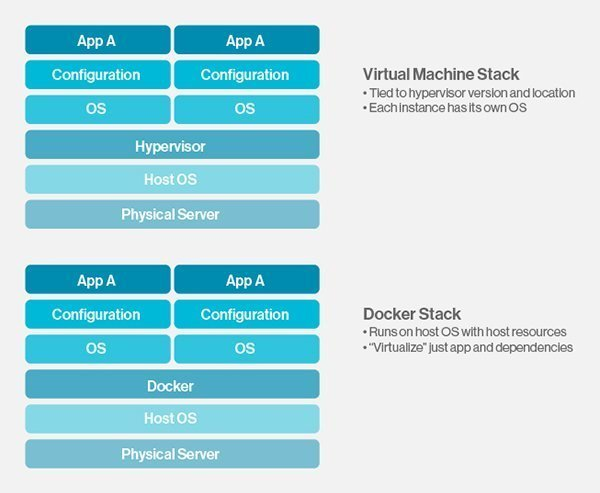 App A
App A
Configuration
Configuration
OS
OS
Hypervisor
Host OS
Physical Server
Virtual Machine Stack
• Tied to hypervisor version and location
• Each instance has its own OS
App A
App A
Configuration
Configuration
OS
OS
Docker
Host OS
Physical Server
Docker Stack
• Runs on host OS with host resources
• “Virtualize” just app and dependencies